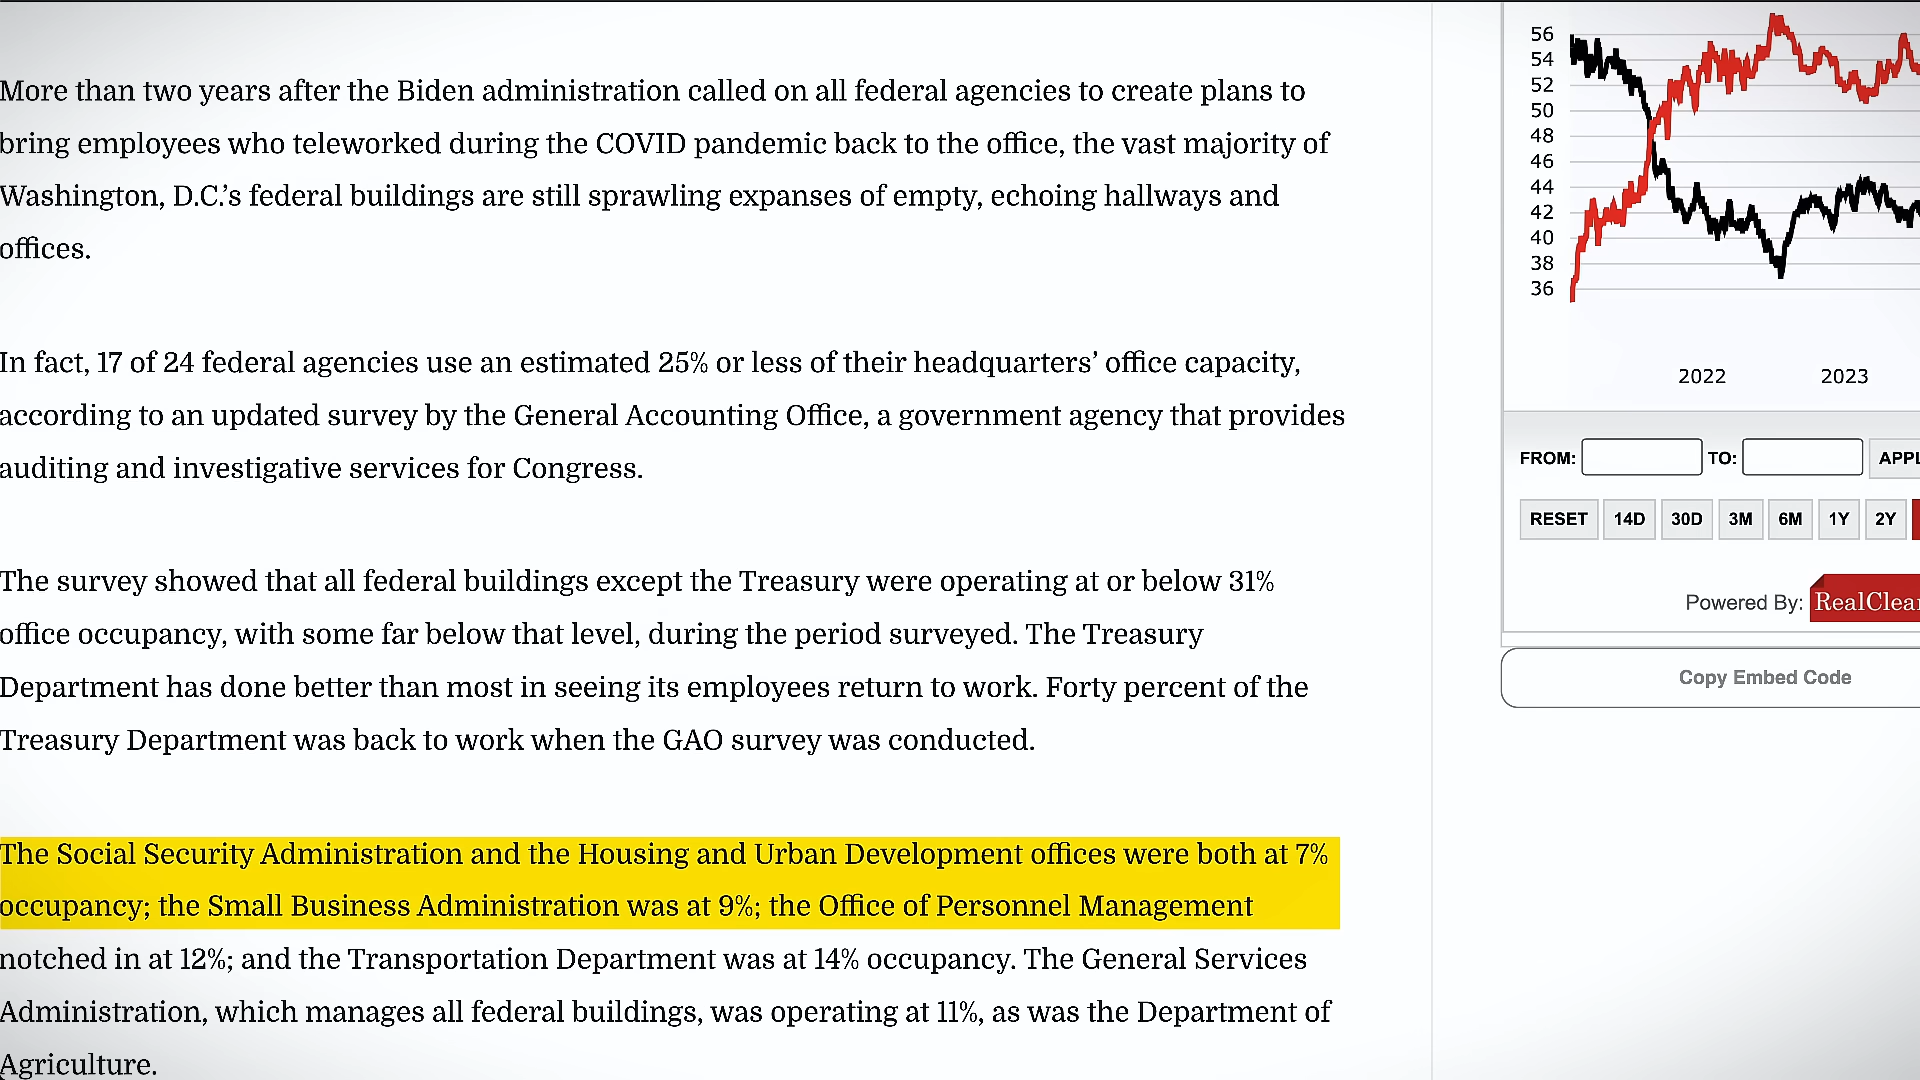 More than two years after the Biden administration called on all federal agencies to create plans to
bring employees who teleworked during the COVID pandemic back to the office, the vast majority of
Washington, D.C.’s federal buildings are still sprawling expanses of empty, echoing hallways and
offices.
In fact, 17 of 24 federal agencies use an estimated 25% or less of their headquarters’ office capacity,
according to an updated survey by the General Accounting Office, a government agency that provides
auditing and investigative services for Congress.
The survey showed that all federal buildings except the Treasury were operating at or below 31%
office occupancy, with some far below that level, during the period surveyed. The Treasury
Department has done better than most in seeing its employees return to work. Forty percent of the
Treasury Department was back to work when the GAO survey was conducted.
The Social Security Administration and the Housing and Urban Development offices were both at 7%
occupancy; the Small Business Administration was at 9%; the Office of Personnel Management
notched in at 12%; and the Transportation Department was at 14% occupancy. The General Services
Administration, which manages all federal buildings, was operating at 11%, as was the Department of
Agriculture.
56
54
52
50
48
46
44
42
40
38
36
2022 2023
FROM: TO: APPL
RESET 14D 30D 3M 6M 1Y 2Y
Powered By: RealClear
Copy Embed Code